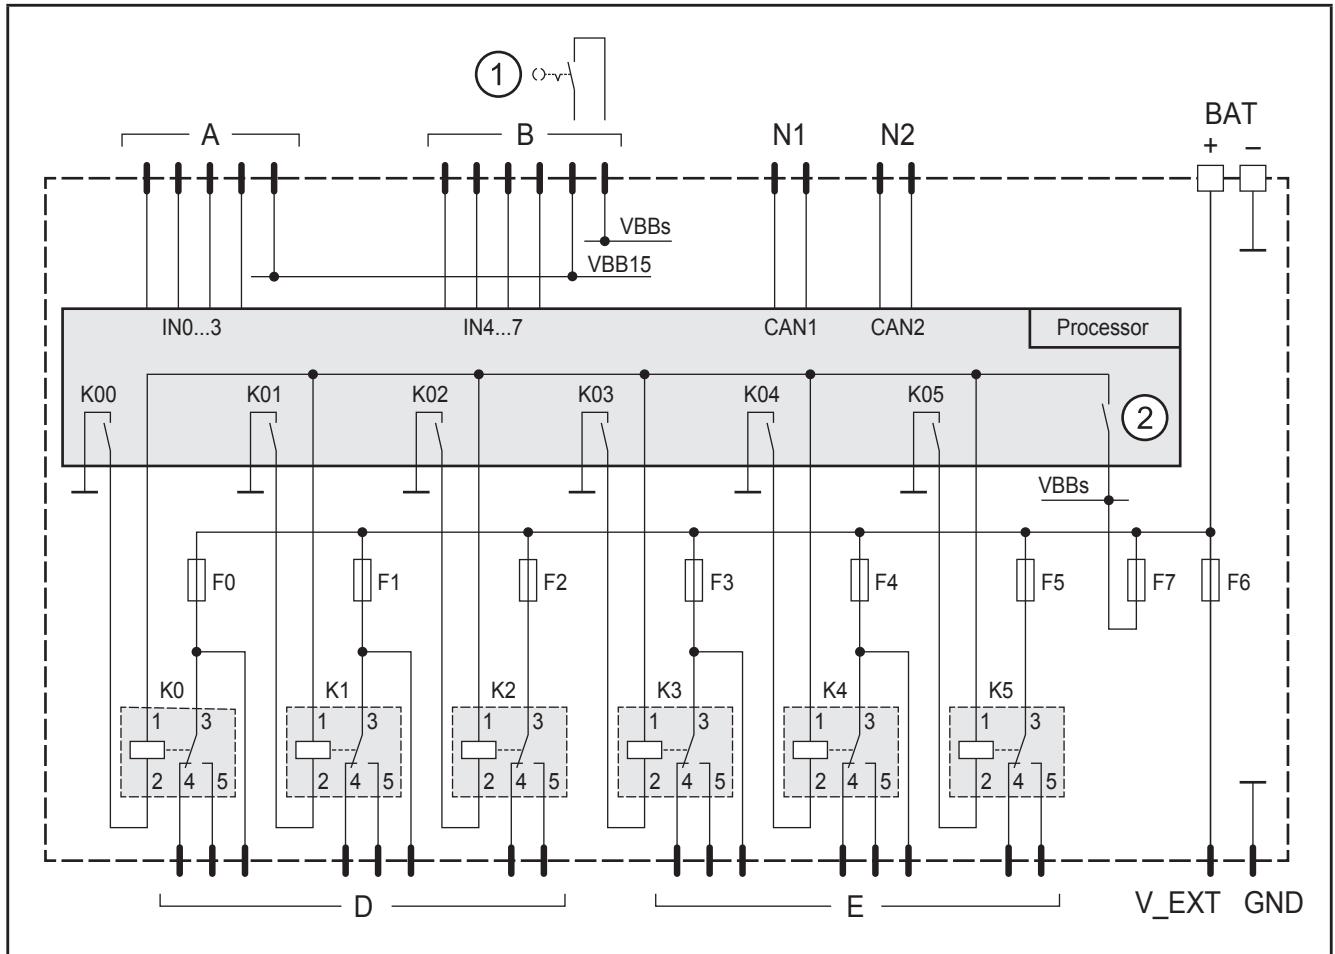 1
A B N1 N2 BAT
+ –
VBBs
VBB15
IN0...3 IN4...7 CAN1 CAN2 Processor
K00 K01 K02 K03 K04 K05
2
VBBs
F0 F1 F2 F3 F4 F5 F7 F6
K0 K1 K2 K3 K4 K5
1 3 1 3 1 3 1 3 1 3 1 3
2 4 5 2 4 5 2 4 5 2 4 5 2 4 5 2 4 5
D E V_EXT GND